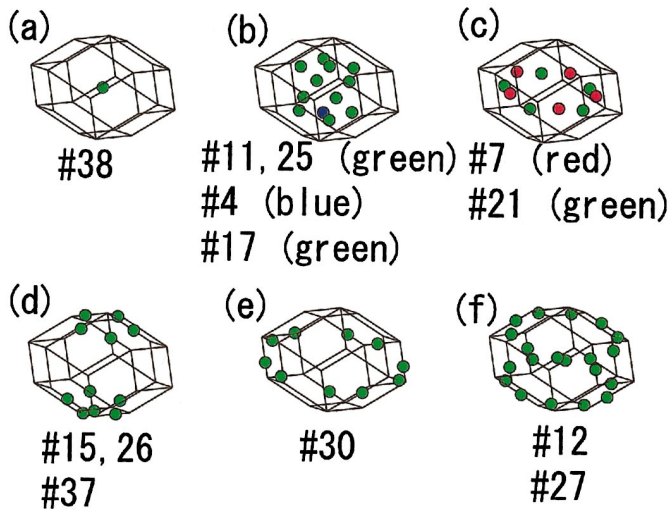 (a)
#38
(b)
#11, 25 (green)
#4 (blue)
#17 (green)
(c)
#7 (red)
#21 (green)
(d)
#15, 26
#37
(e)
#30
(f)
#12
#27